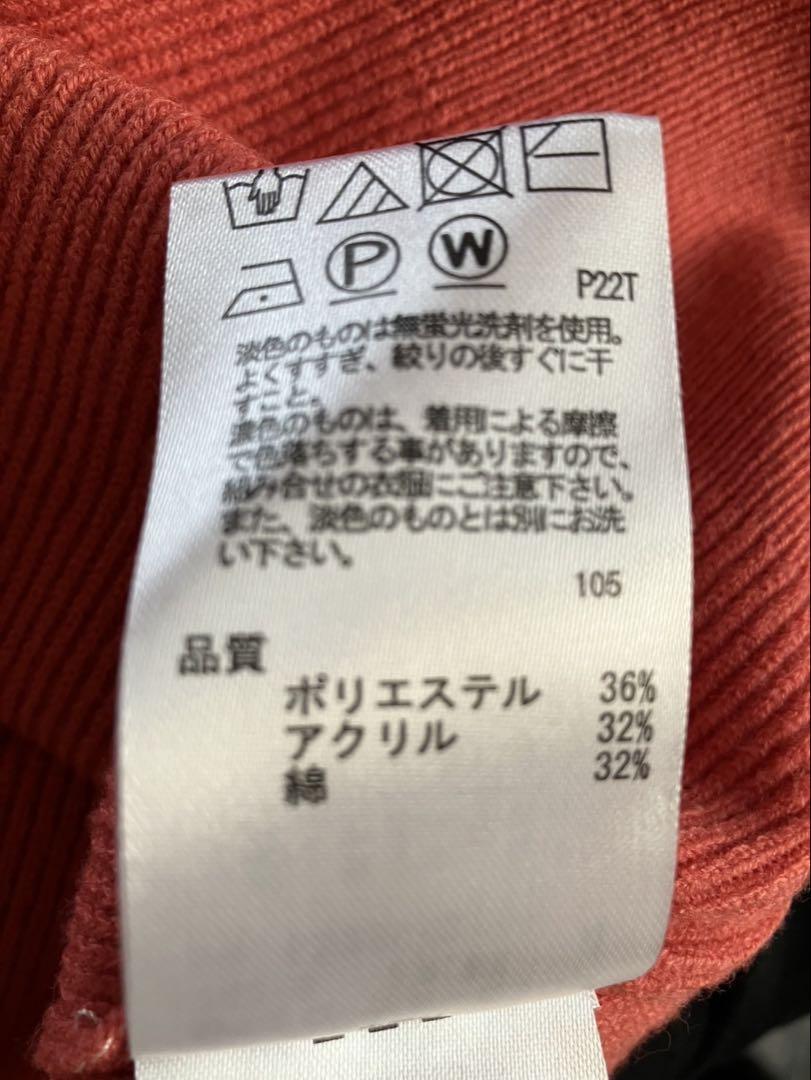 P W
P22T
淡色のものは無蛍光洗剤を使用。
よくすすぎ、絞りの後すぐに干
すこと。
濃色のものは、着用による摩擦
で色落ちする事がありますので、
組み合せの衣服にご注意下さい。
また、淡色のものとは別にお洗
い下さい。
105
品質
ポリエステル 36%
アクリル 32%
綿 32%